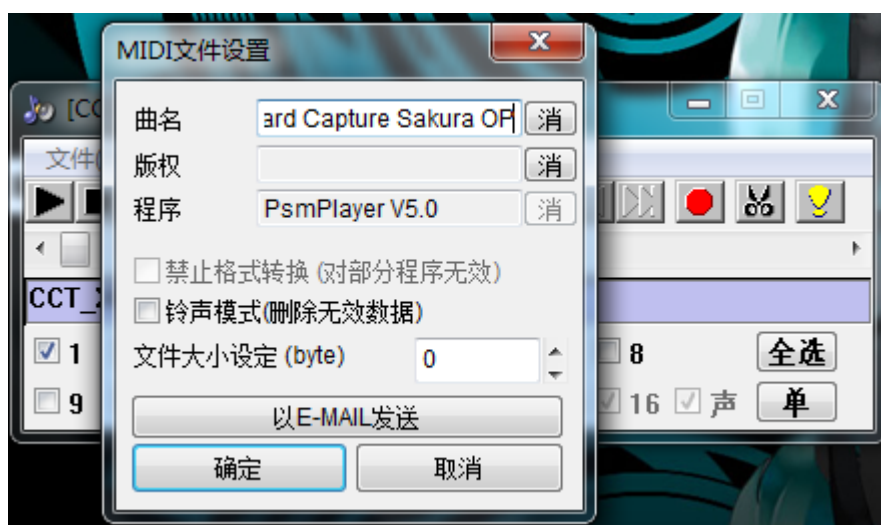 MIDI文件设置
[CC
文件(
曲名 ard Capture Sakura OP 消
版权 消
程序 PsmPlayer V5.0 消
禁止格式转换 (对部分程序无效)
CCT_
铃声模式(删除无效数据)
1 文件大小设定 (byte) 0 8 全选
9 16 声 单
以E-MAIL发送
确定 取消